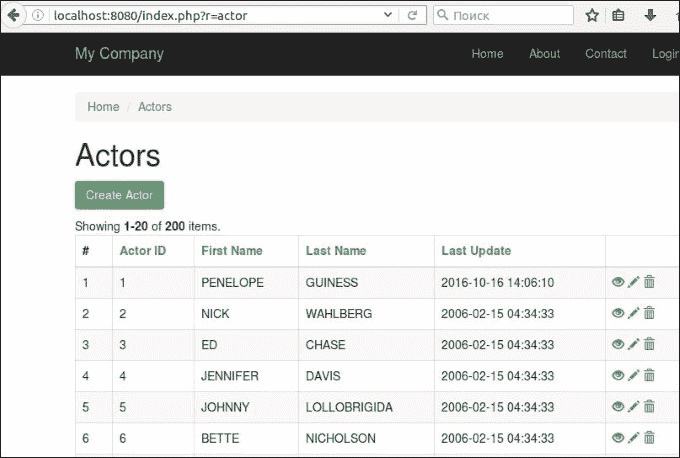 localhost:8080/index.php?r=actor
Поиск
My Company
Home About Contact Login
Home / Actors
Actors
Create Actor
Showing 1-20 of 200 items.
# Actor ID First Name Last Name Last Update
1 1 PENELOPE GUINESS 2016-10-16 14:06:10
2 2 NICK WAHLBERG 2006-02-15 04:34:33
3 3 ED CHASE 2006-02-15 04:34:33
4 4 JENNIFER DAVIS 2006-02-15 04:34:33
5 5 JOHNNY LOLLOBRIGIDA 2006-02-15 04:34:33
6 6 BETTE NICHOLSON 2006-02-15 04:34:33